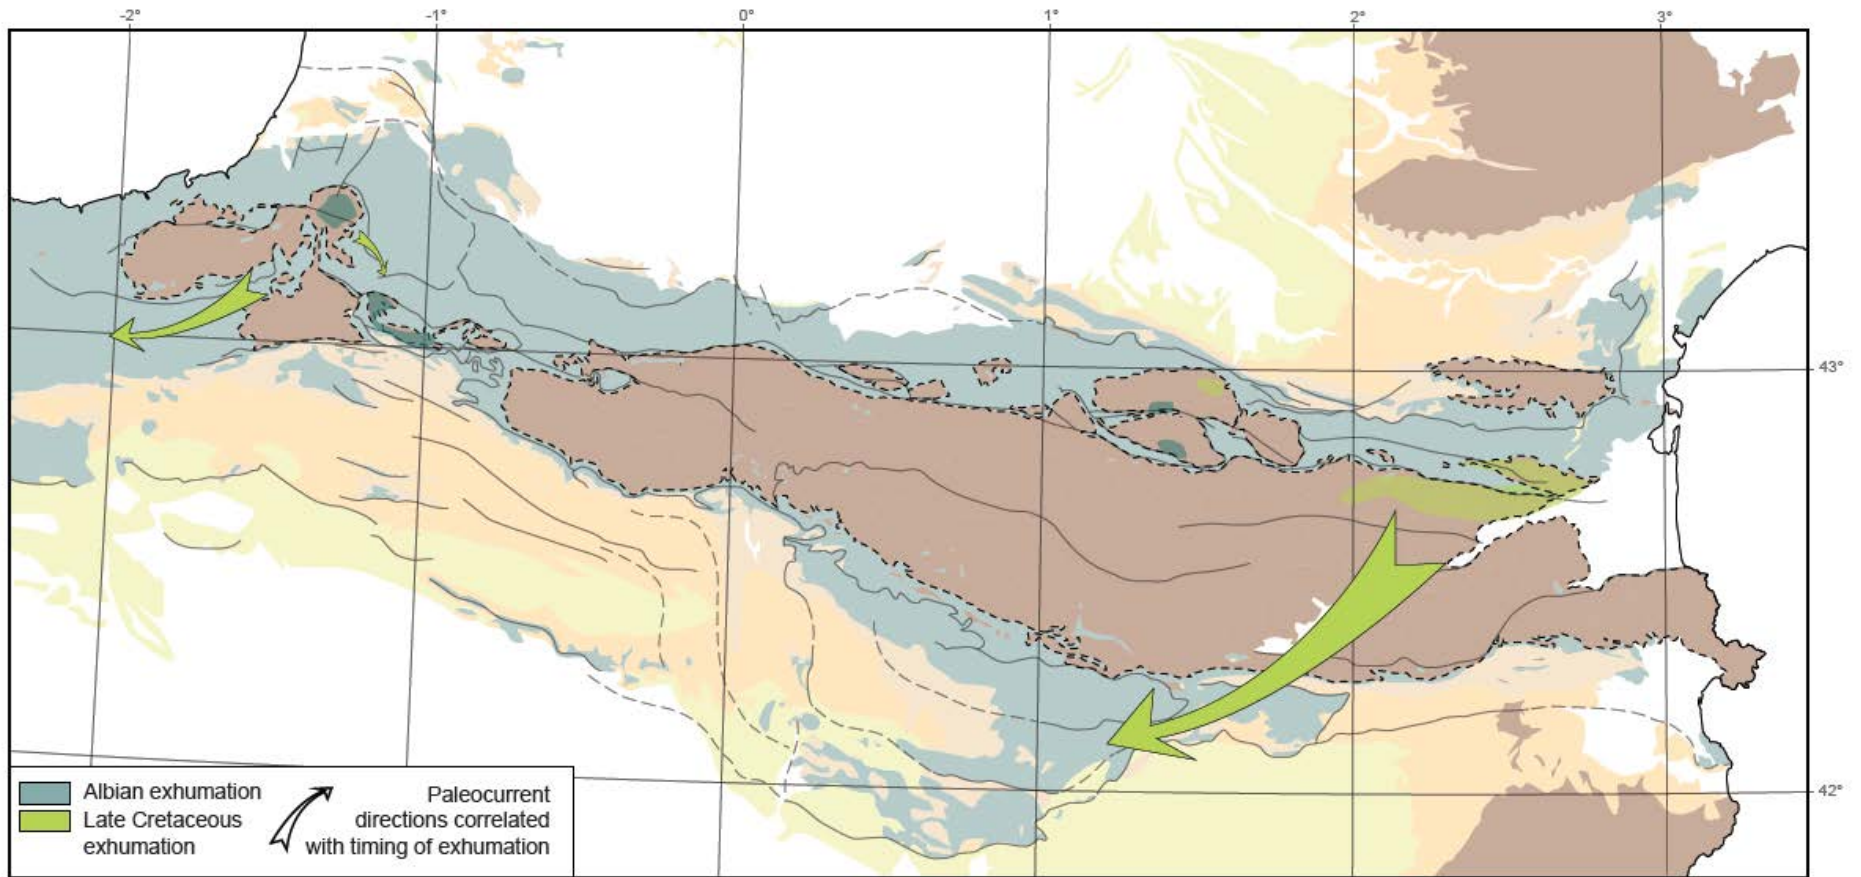 -2° -1° 0° 1° 2° 3°
43°
42°
Albian exhumation
Late Cretaceous
exhumation
Paleocurrent
directions correlated
with timing of exhumation